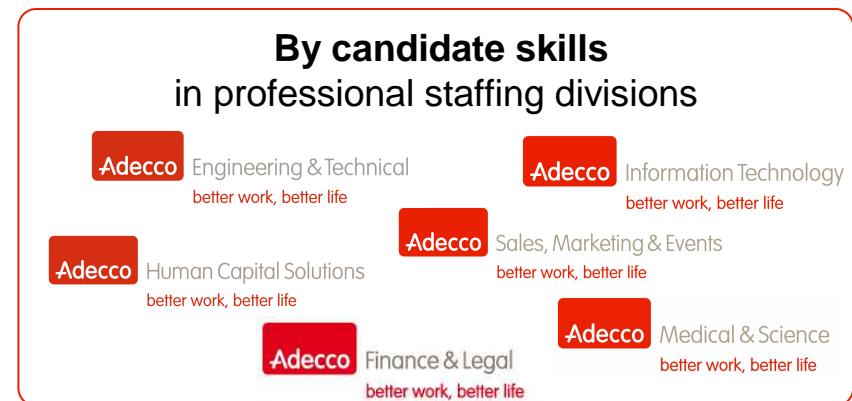 By candidate skills
in professional staffing divisions
Adecco Engineering & Technical
better work, better life
Adecco Information Technology
better work, better life
Adecco Sales, Marketing & Events
better work, better life
Adecco Human Capital Solutions
better work, better life
Adecco Medical & Science
better work, better life
Adecco Finance & Legal
better work, better life